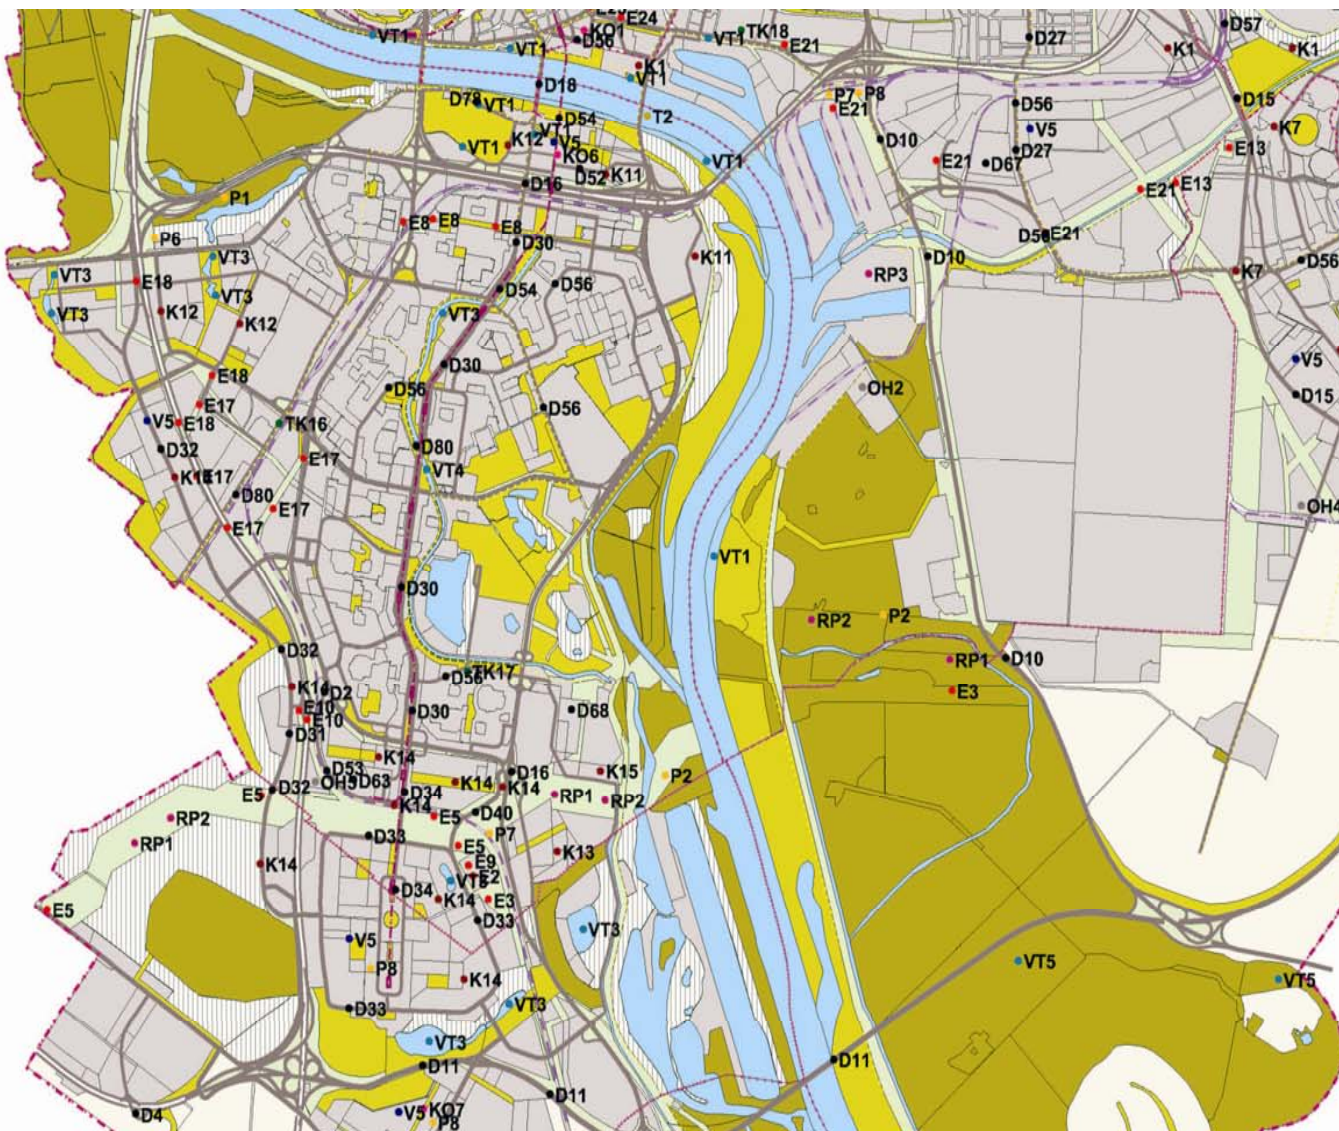 E24
D57
VT1
KO1
D56
TK18
VT1
VT1
E21
D27
K1
K1
K1
VT1
D18
P7
P8
D15
VT1
D54
T2
E21
D56
V5
K7
D10
VT1
K12
V5
KO6
VT1
E21
D67
D27
E13
D52
K11
D16
E21
E13
P1
E8
E8
E8
P6
D30
E21
VT3
VT3
K11
RP3
D10
K7
D56
E18
D54
D56
VT3
VT3
K12
K12
VT3
D30
V5
E18
D56
OH2
D15
E17
D56
V5
E18
TK16
D32
D80
E17
VT4
E17
D80
E17
OH4
E17
VT1
D30
RP2
P2
D32
RP1
D10
TK17
D56
K14
D2
E3
E10
E10
D30
D68
D31
K14
D53
D63
K14
D16
K15
P2
OH5
D32
E5
D34
K14
K14
RP1
RP2
RP2
E5
D40
D33
P7
RP1
E5
K13
K14
E9
E2
D34
K14
E3
E5
D33
VT3
V5
VT5
P8
K14
VT5
D33
VT3
VT3
D11
D11
D11
D4
V5
KO7
P8